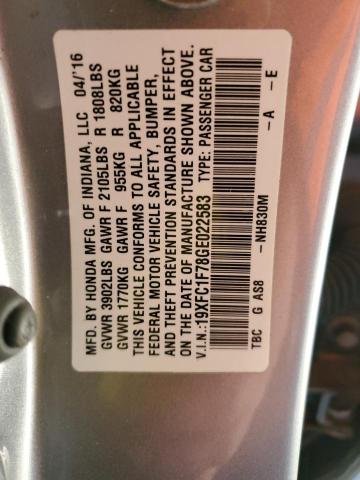 MFD. BY HONDA MFG. OF INDIANA, LLC 04/'16
GVWR 3902LBS GAWR F 2105LBS R 1808LBS
GVWR 1770KG GAWR F 955KG R 820KG
THIS VEHICLE CONFORMS TO ALL APPLICABLE
FEDERAL MOTOR VEHICLE SAFETY, BUMPER,
AND THEFT PREVENTION STANDARDS IN EFFECT
ON THE DATE OF MANUFACTURE SHOWN ABOVE.
V.I.N.:19XFC1F78GE022583 TYPE: PASSENGER CAR
TBC G AS8 -NH830M -A -E